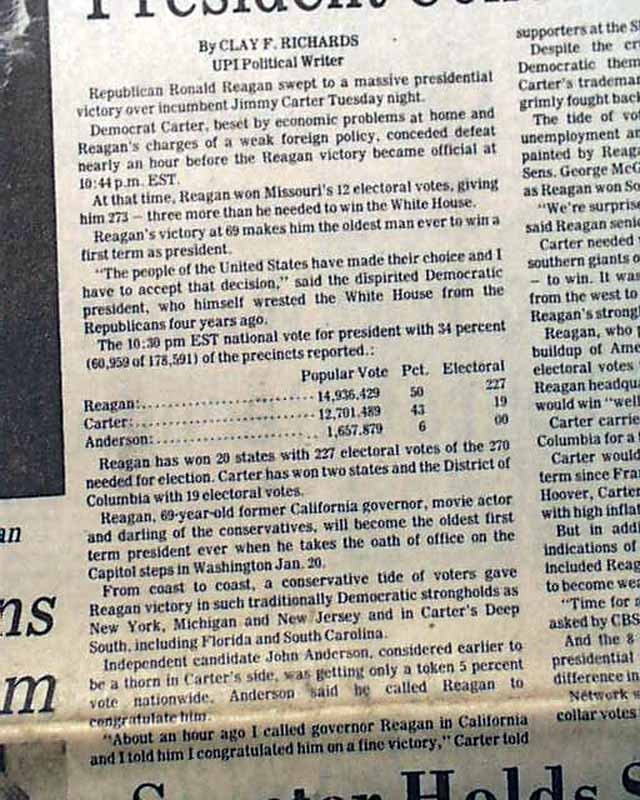 President
By CLAY F. RICHARDS
UPI Political Writer
Republican Ronald Reagan swept to a massive presidential
victory over incumbent Jimmy Carter Tuesday night.
Democrat Carter, beset by economic problems at home and
Reagan's charges of a weak foreign policy, conceded defeat
nearly an hour before the Reagan victory became official at
10:44 p.m. EST.
At that time, Reagan won Missouri's 12 electoral votes, giving
him 273 — three more than he needed to win the White House.
Reagan's victory at 69 makes him the oldest man ever to win a
first term as president.
"The people of the United States have made their choice and I
have to accept that decision," said the dispirited Democratic
president, who himself wrested the White House from the
Republicans four years ago.
The 10:30 pm EST national vote for president with 34 percent
(60,959 of 178,591) of the precincts reported.:
Popular Vote Pct. Electoral
Reagan:.......................... 14,936.429 50 227
Carter:........................... 12,701.489 43 19
Anderson:........................ 1,657.879 6 00
Reagan has won 20 states with 227 electoral votes of the 270
needed for election. Carter has won two states and the District of
Columbia with 19 electoral votes.
Reagan, 69-year-old former California governor, movie actor
and darling of the conservatives, will become the oldest first
term president ever when he takes the oath of office on the
Capitol steps in Washington Jan. 20.
From coast to coast, a conservative tide of voters gave
Reagan victory in such traditionally Democratic strongholds as
New York, Michigan and New Jersey and in Carter's Deep
South, including Florida and South Carolina.
Independent candidate John Anderson, considered earlier to
be a thorn in Carter's side, was getting only a token 5 percent
vote nationwide. Anderson said he called Reagan to
congratulate him.
"About an hour ago I called governor Reagan in California
and I told him I congratulated him on a fine victory," Carter told
supporters at the
Despite the
Democratic them
Carter's trademar
grimly fought back
The tide of vot
unemployment an
painted by Reaga
Sens. George McG
as Reagan won So
"We're surprise
said Reagan senio
Carter needed
southern giants o
— to win. It was
from the west to
Reagan's strong
Reagan, who
buildup of Ame
electoral votes
Reagan headqua
would win "well
Carter carrie
Columbia for a
Carter would
term since Fran
Hoover, Carter
with high inflat
But in add
indications of
included Reag
to become wes
"Time for
asked by CBS
And the 8
presidential
difference in
Network
collar votes
an
ns
m
Holds S